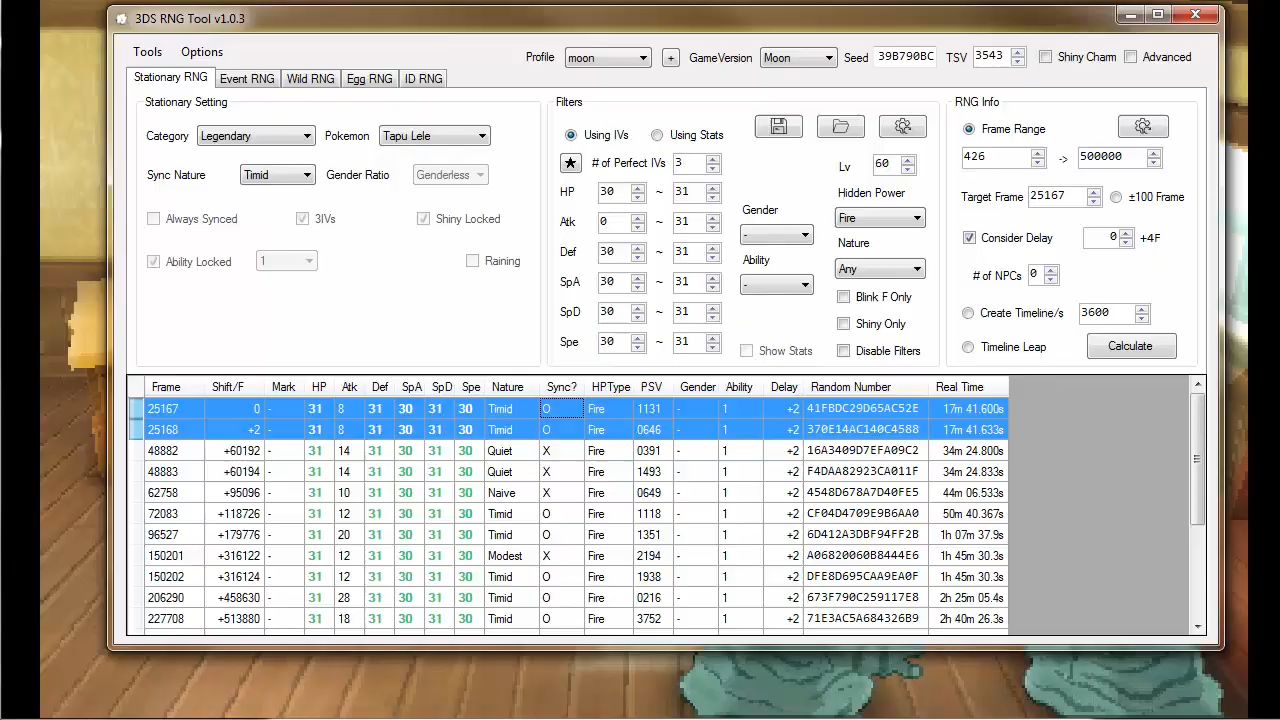 3DS RNG Tool v1.0.3
Tools Options
Profile moon + GameVersion Moon Seed 39B790BC TSV 3543 Shiny Charm Advanced
Stationary RNG Event RNG Wild RNG Egg RNG ID RNG
Stationary Setting
Category Legendary Pokemon Tapu Lele
Sync Nature Timid Gender Ratio Genderless
Always Synced 3IVs Shiny Locked
Ability Locked 1 Raining
Filters
Using IVs Using Stats
★ # of Perfect IVs 3 Lv 60
HP 30 ~ 31
Atk 0 ~ 31
Def 30 ~ 31
SpA 30 ~ 31
SpD 30 ~ 31
Spe 30 ~ 31
Gender
-
Ability
-
Show Stats
Hidden Power
Fire
Nature
Any
Blink F Only
Shiny Only
Disable Filters
RNG Info
Frame Range
426 -> 500000
Target Frame 25167 ±100 Frame
Consider Delay 0 +4F
# of NPCs 0
Create Timeline/s 3600
Timeline Leap Calculate
Frame Shift/F Mark HP Atk Def SpA SpD Spe Nature Sync? HPType PSV Gender Ability Delay Random Number Real Time
25167 0 - 31 8 31 30 31 30 Timid O Fire 1131 - 1 +2 41FBDC29D65AC52E 17m 41.600s
25168 +2 - 31 8 31 30 31 30 Timid O Fire 0646 - 1 +2 370E14AC140C4588 17m 41.633s
48882 +60192 - 31 14 31 30 31 30 Quiet X Fire 0391 - 1 +2 16A3409D7EFA09C2 34m 24.800s
48883 +60194 - 31 14 31 30 31 30 Quiet X Fire 1493 - 1 +2 F4DAA82923CA011F 34m 24.833s
62758 +95096 - 31 10 31 30 31 30 Naive X Fire 0649 - 1 +2 4548D678A7D40FE5 44m 06.533s
72083 +118726 - 31 12 31 30 31 30 Timid O Fire 1118 - 1 +2 CF04D4709E9B6AA0 50m 40.367s
96527 +179776 - 31 20 31 30 31 30 Timid O Fire 1351 - 1 +2 6D412A3DBF94FF2B 1h 07m 37.9s
150201 +316122 - 31 12 31 30 31 30 Modest X Fire 2194 - 1 +2 A06820060B8444E6 1h 45m 30.3s
150202 +316124 - 31 12 31 30 31 30 Timid O Fire 1938 - 1 +2 DFE8D695CAA9EA0F 1h 45m 30.3s
206290 +458630 - 31 28 31 30 31 30 Timid O Fire 0216 - 1 +2 673F790C259117E8 2h 25m 05.4s
227708 +513880 - 31 18 31 30 31 30 Timid O Fire 3752 - 1 +2 71E3AC5A684326B9 2h 40m 26.3s